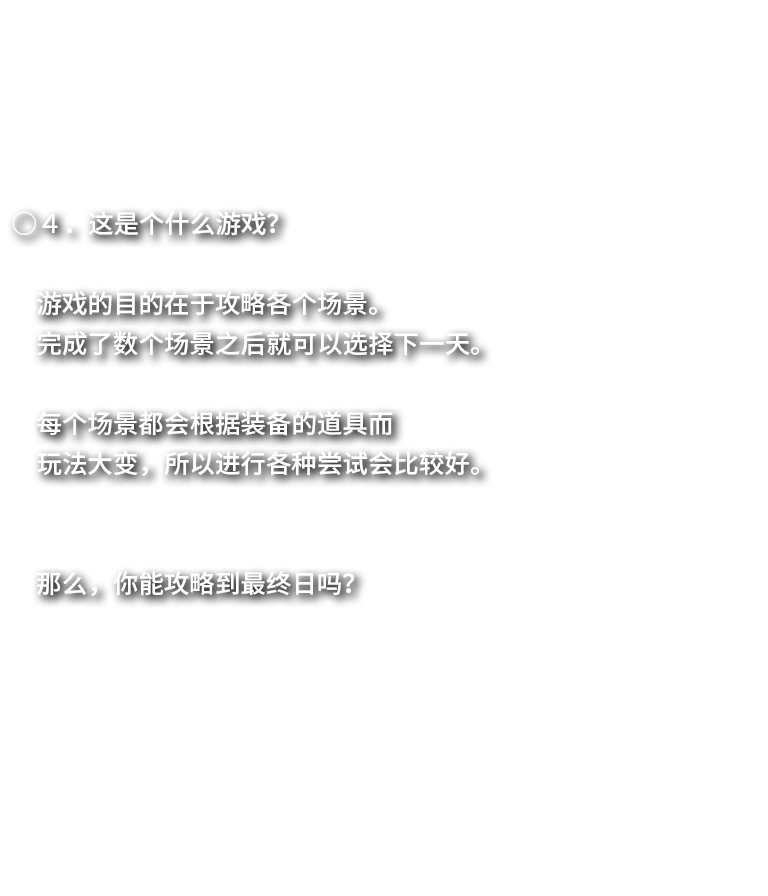 〇４．这是个什么游戏？
游戏的目的在于攻略各个场景。
完成了数个场景之后就可以选择下一天。
每个场景都会根据装备的道具而
玩法大变，所以进行各种尝试会比较好。
那么，你能攻略到最终日吗？